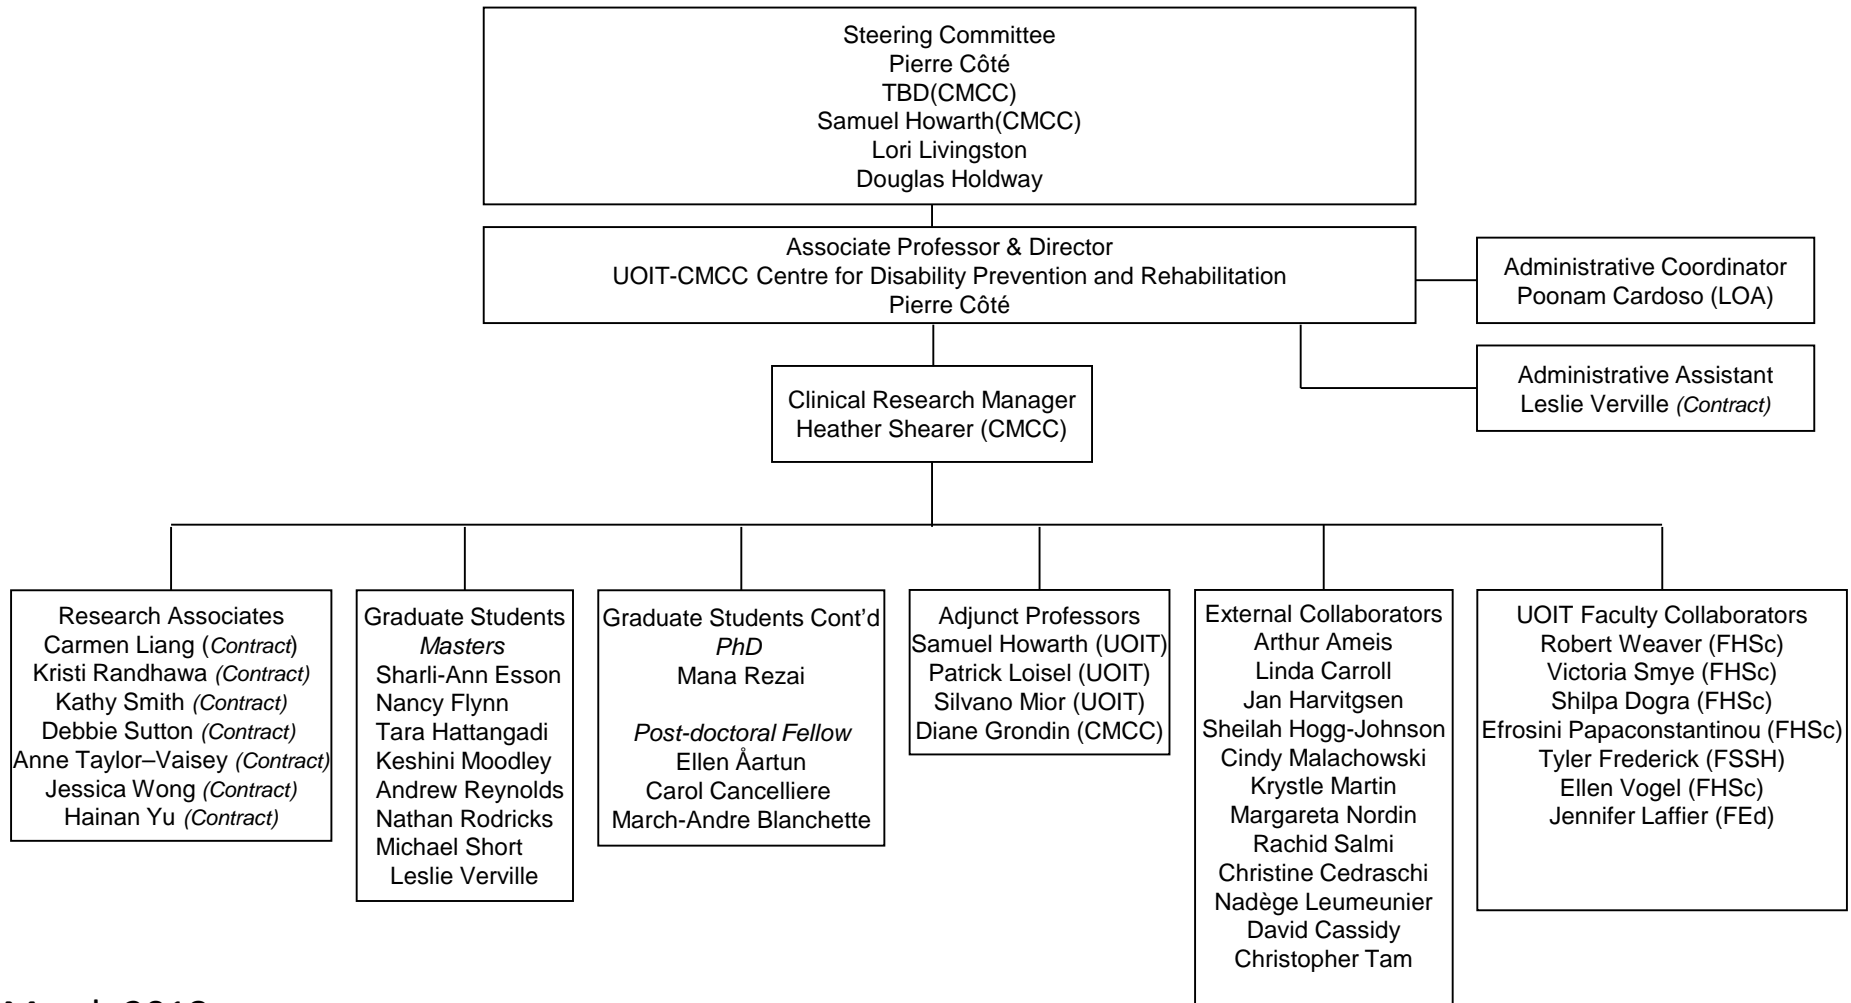 Steering Committee
Pierre Côté
TBD(CMCC)
Samuel Howarth(CMCC)
Lori Livingston
Douglas Holdway
Associate Professor & Director
UOIT-CMCC Centre for Disability Prevention and Rehabilitation
Pierre Côté
Administrative Coordinator
Poonam Cardoso (LOA)
Administrative Assistant
Leslie Verville (Contract)
Clinical Research Manager
Heather Shearer (CMCC)
Research Associates
Carmen Liang (Contract)
Kristi Randhawa (Contract)
Kathy Smith (Contract)
Debbie Sutton (Contract)
Anne Taylor–Vaisey (Contract)
Jessica Wong (Contract)
Hainan Yu (Contract)
Graduate Students
Masters
Sharli-Ann Esson
Nancy Flynn
Tara Hattangadi
Keshini Moodley
Andrew Reynolds
Nathan Rodricks
Michael Short
Leslie Verville
Graduate Students Cont’d
PhD
Mana Rezai
Post-doctoral Fellow
Ellen Åartun
Carol Cancelliere
March-Andre Blanchette
Adjunct Professors
Samuel Howarth (UOIT)
Patrick Loisel (UOIT)
Silvano Mior (UOIT)
Diane Grondin (CMCC)
External Collaborators
Arthur Ameis
Linda Carroll
Jan Harvitgsen
Sheilah Hogg-Johnson
Cindy Malachowski
Krystle Martin
Margareta Nordin
Rachid Salmi
Christine Cedraschi
Nadège Leumeunier
David Cassidy
Christopher Tam
UOIT Faculty Collaborators
Robert Weaver (FHSc)
Victoria Smye (FHSc)
Shilpa Dogra (FHSc)
Efrosini Papaconstantinou (FHSc)
Tyler Frederick (FSSH)
Ellen Vogel (FHSc)
Jennifer Laffier (FEd)